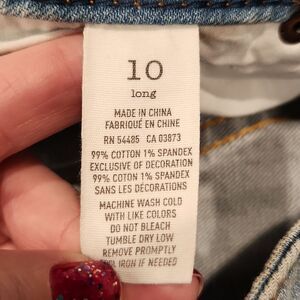 10
long
MADE IN CHINA
FABRIQUÉ EN CHINE
RN 54485 CA 03873
99% COTTON 1% SPANDEX
EXCLUSIVE OF DECORATION
99% COTTON 1% SPANDEX
SANS LES DÉCORATIONS
MACHINE WASH COLD
WITH LIKE COLORS
DO NOT BLEACH
TUMBLE DRY LOW
REMOVE PROMPTLY
IRON IF NEEDED